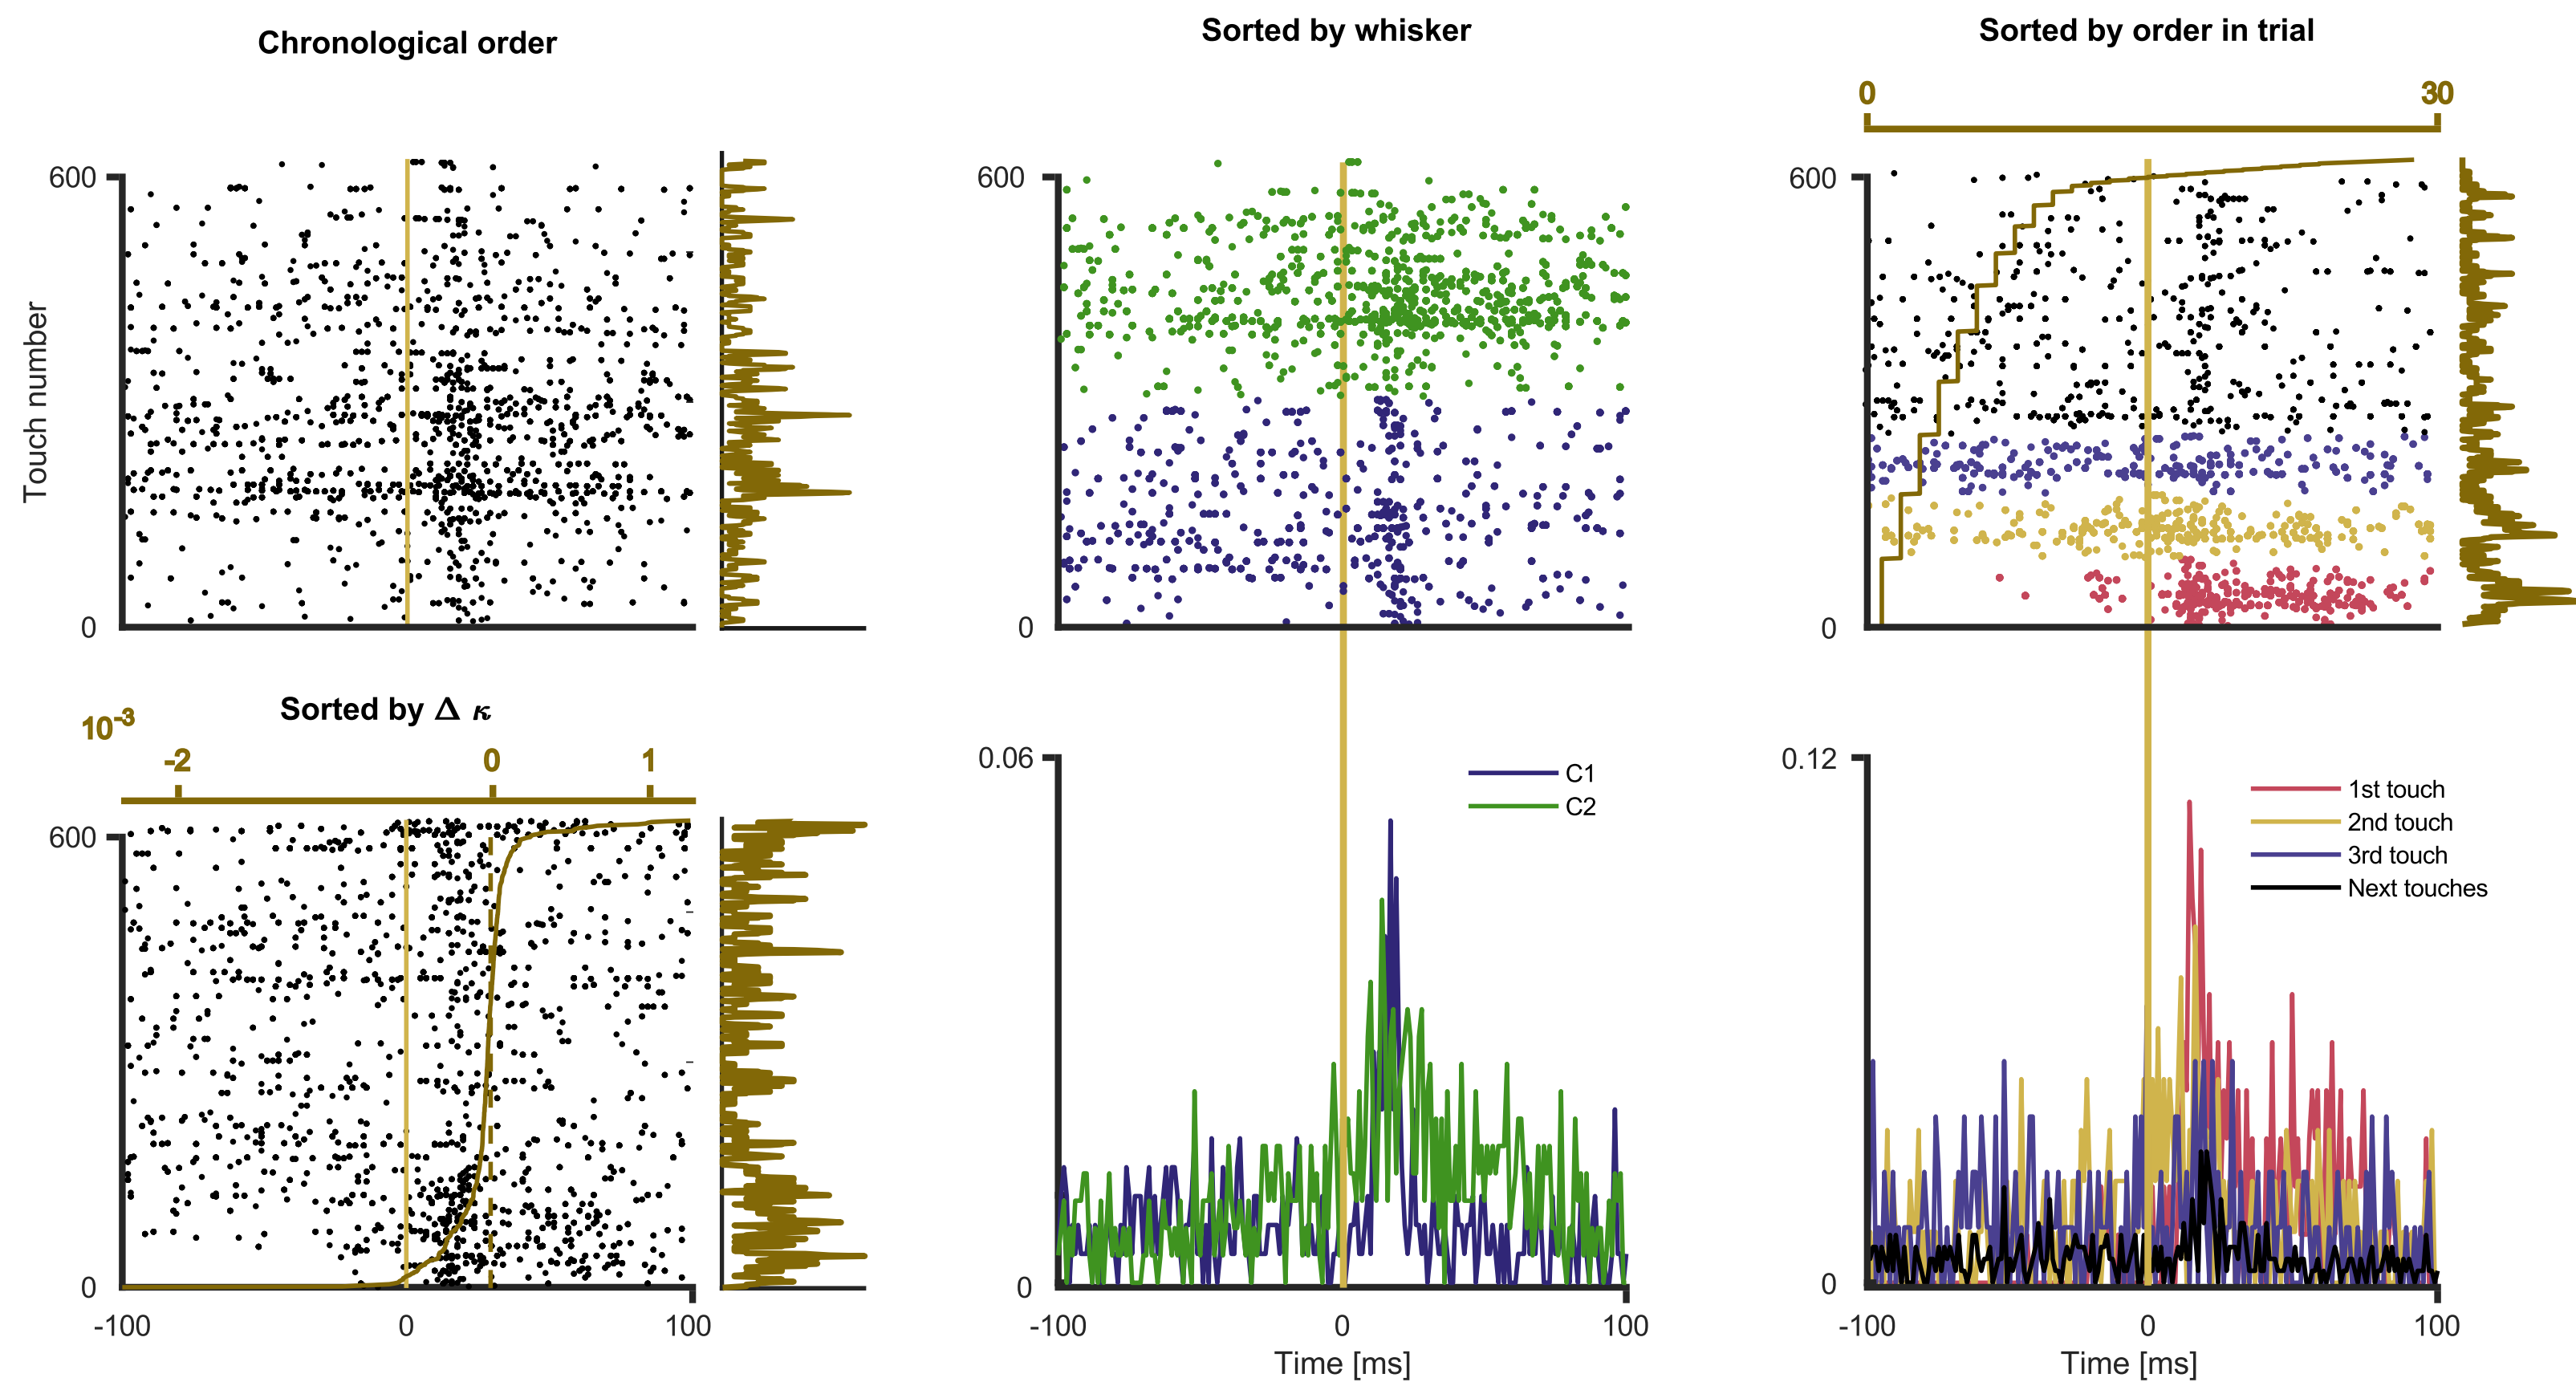 Chronological order
600
0
Touch number
Sorted by whisker
600
0
Sorted by order in trial
0 30
600
0
Sorted by Δ κ
10-3
-2 0 1
600
0
-100 0 100
0.06
0
C1
C2
-100 0 100
Time [ms]
0.12
0
1st touch
2nd touch
3rd touch
Next touches
-100 0 100
Time [ms]